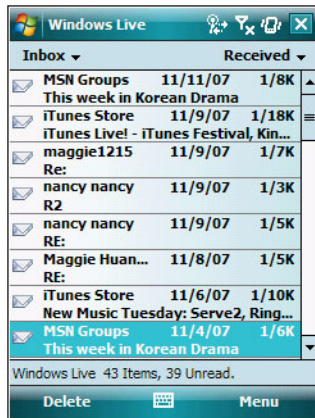 Windows Live
Inbox Received
MSN Groups 11/11/07 1/8K
This week in Korean Drama
iTunes Store 11/9/07 1/18K
iTunes Live! - iTunes Festival, Kin...
maggie1215 11/9/07 1/7K
Re:
nancy nancy 11/9/07 1/3K
R2
nancy nancy 11/9/07 1/5K
RE:
Maggie Huan... 11/8/07 1/5K
RE:
iTunes Store 11/6/07 1/10K
New Music Tuesday: Serve2, Ring...
MSN Groups 11/4/07 1/6K
This week in Korean Drama
Windows Live 43 Items, 39 Unread.
Delete Menu